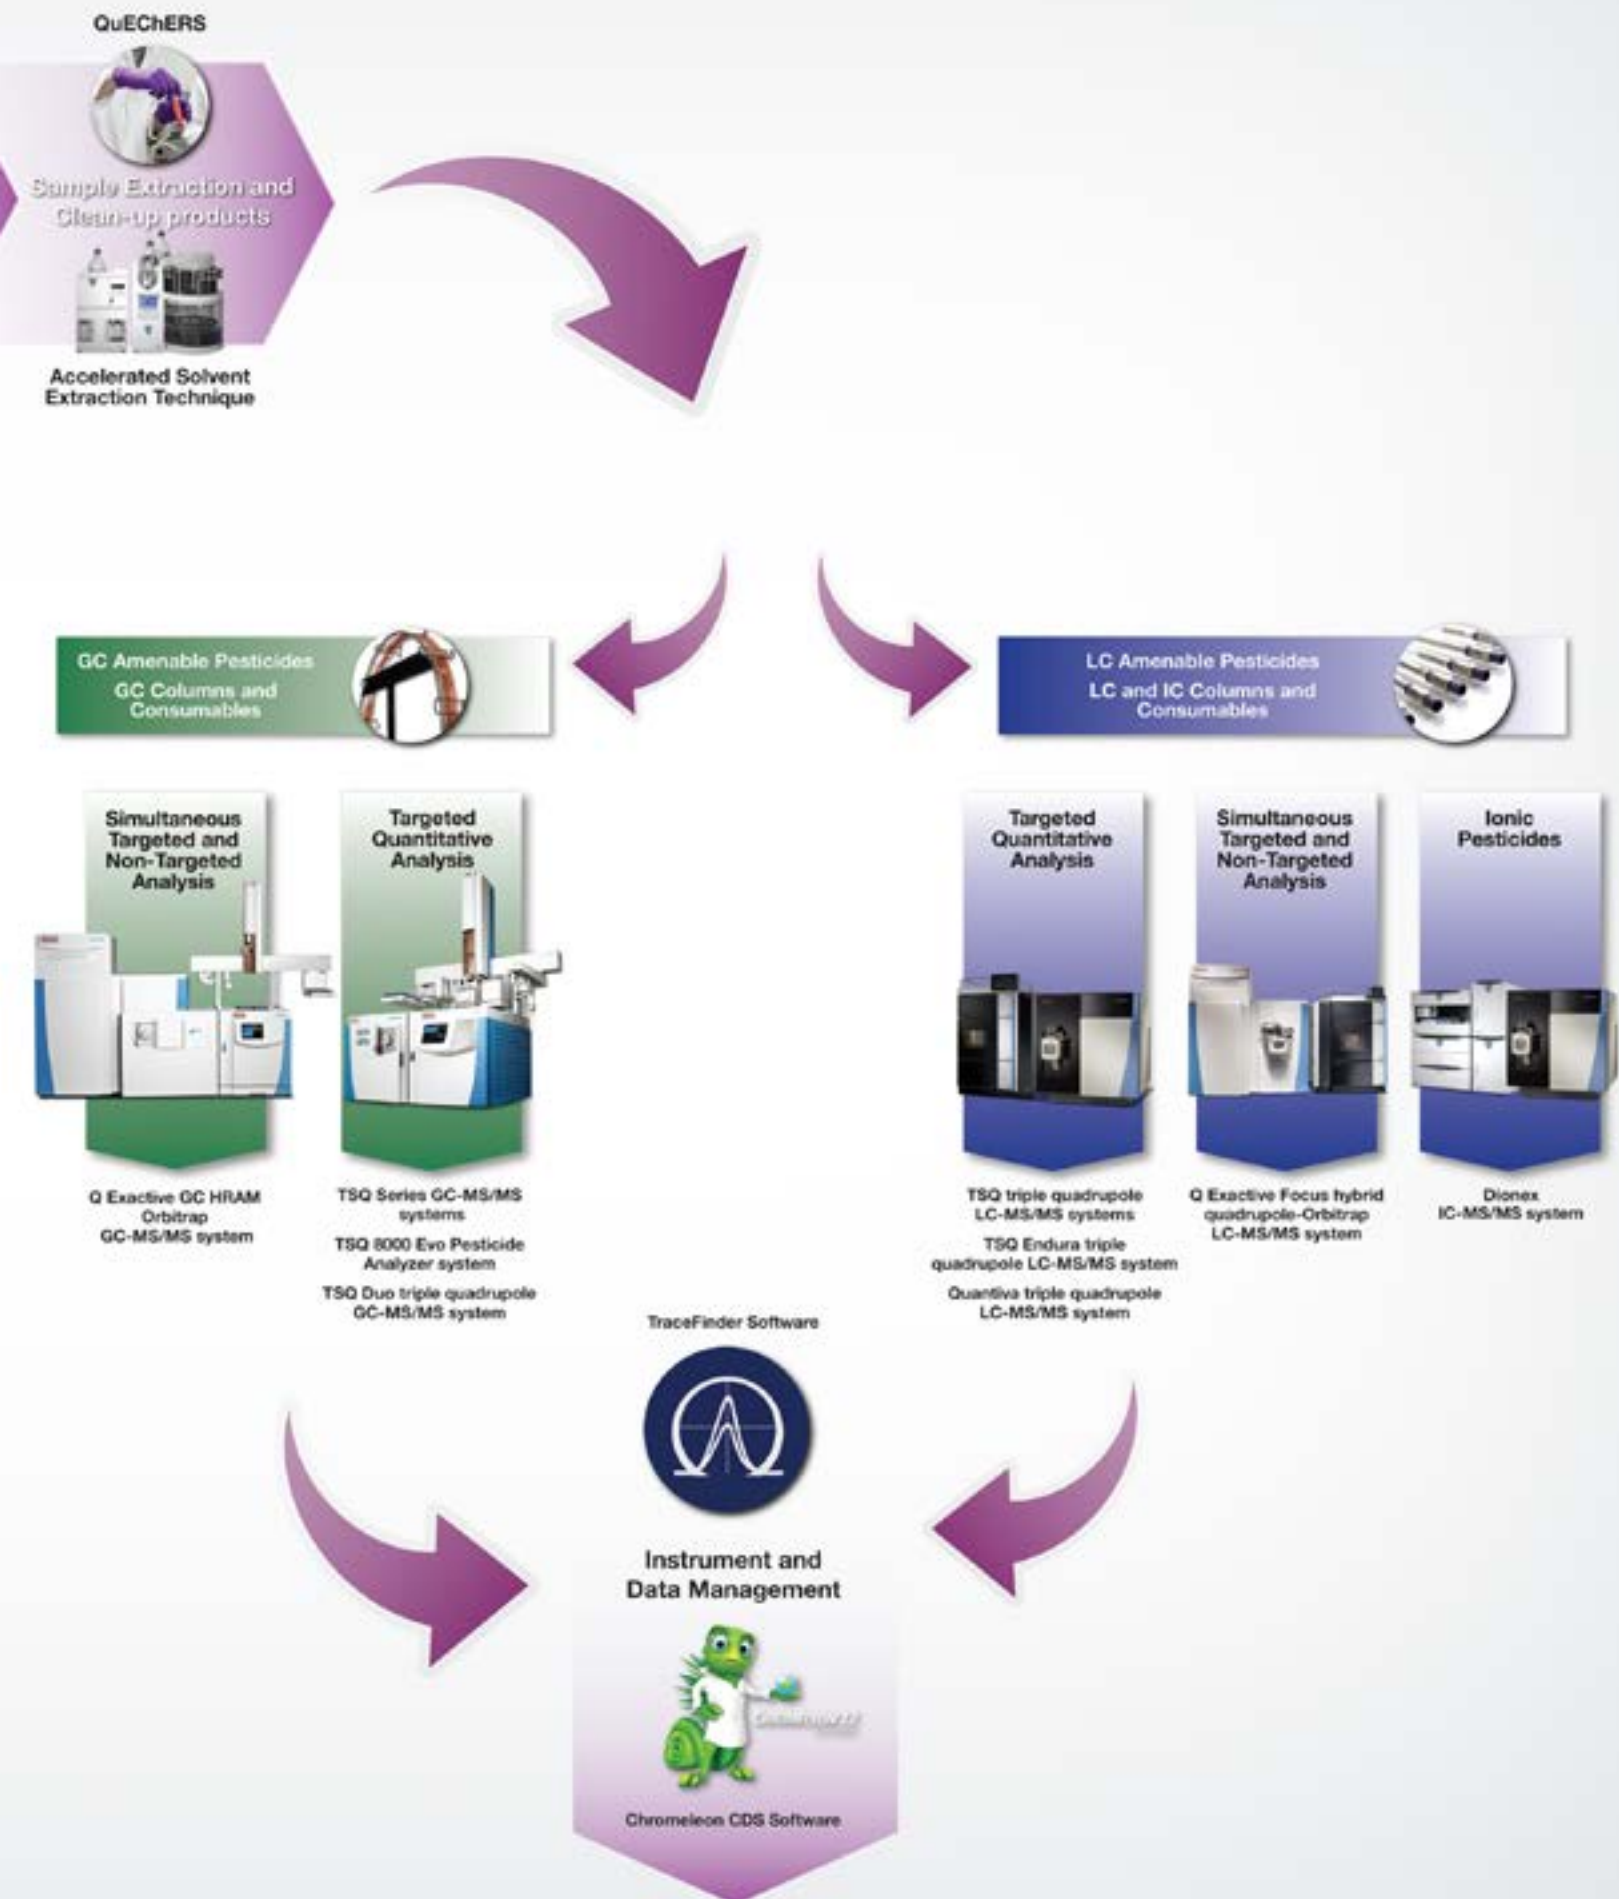 QuEChERS
Sample Extraction and
Clean-up products
Accelerated Solvent
Extraction Technique
GC Amenable Pesticides
GC Columns and
Consumables
LC Amenable Pesticides
LC and IC Columns and
Consumables
Simultaneous
Targeted and
Non-Targeted
Analysis
Targeted
Quantitative
Analysis
Targeted
Quantitative
Analysis
Simultaneous
Targeted and
Non-Targeted
Analysis
Ionic
Pesticides
Q Exactive GC HRAM
Orbitrap
GC-MS/MS system
TSQ Series GC-MS/MS
systems
TSQ 8000 Evo Pesticide
Analyzer system
TSQ Duo triple quadrupole
GC-MS/MS system
TSQ triple quadrupole
LC-MS/MS systems
TSQ Endura triple
quadrupole LC-MS/MS system
Quantiva triple quadrupole
LC-MS/MS system
Q Exactive Focus hybrid
quadrupole-Orbitrap
LC-MS/MS system
Dionex
IC-MS/MS system
TraceFinder Software
Instrument and
Data Management
Chromeleon CDS Software